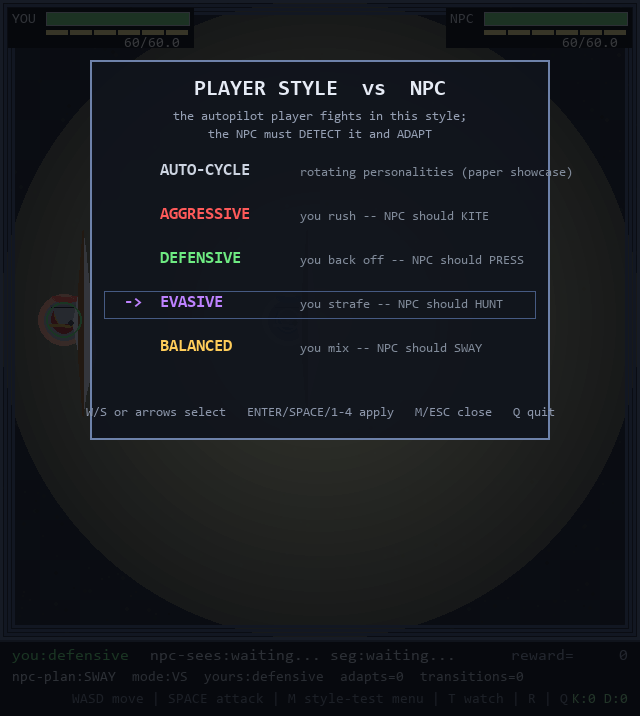 YOU
NPC
60/60.0
60/60.0
PLAYER STYLE vs NPC
the autopilot player fights in this style;
the NPC must DETECT it and ADAPT
AUTO-CYCLE rotating personalities (paper showcase)
AGGRESSIVE you rush -- NPC should KITE
DEFENSIVE you back off -- NPC should PRESS
-> EVASIVE you strafe -- NPC should HUNT
BALANCED you mix -- NPC should SWAY
W/S or arrows select ENTER/SPACE/1-4 apply M/ESC close Q quit
you:defensive npc-sees:waiting... seg:waiting... reward= 0
npc-plan:SWAY mode:VS yours:defensive adapts=0 transitions=0
WASD move | SPACE attack | M style-test menu | T watch | R | Q K:0 D:0